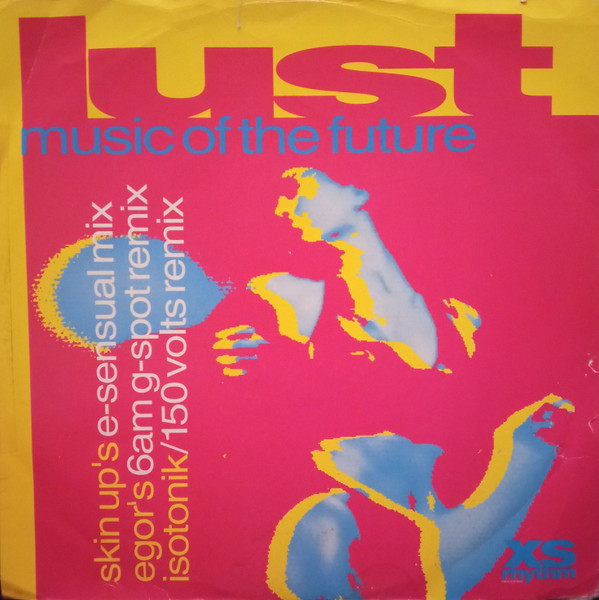 lust
music of the future
skin up's e-sensual mix
egor's 6am g-spot remix
isotonik/150 volts remix
xs
rhythm